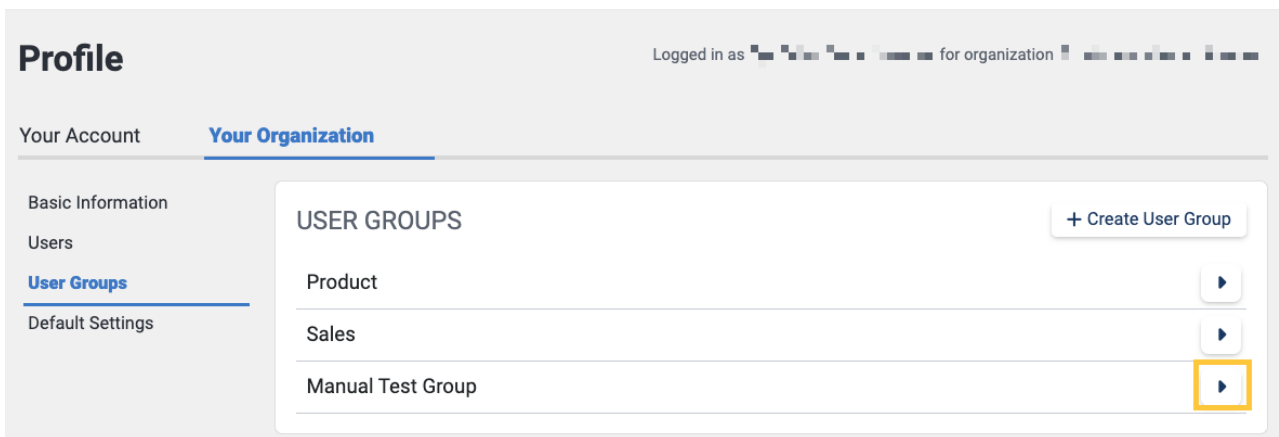 Profile
Logged in as for organization
Your Account
Your Organization
Basic Information
Users
User Groups
Default Settings
USER GROUPS
+ Create User Group
Product
Sales
Manual Test Group